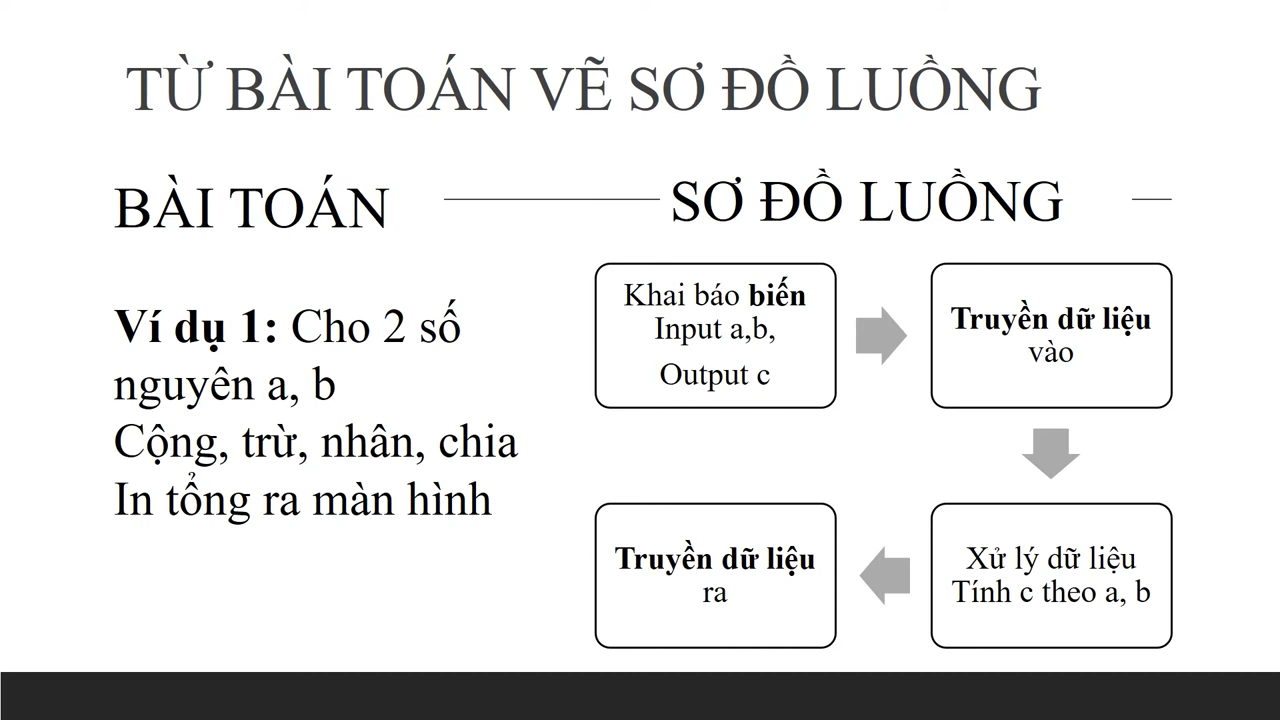 TỪ BÀI TOÁN VẼ SƠ ĐỒ LUỒNG
BÀI TOÁN
Ví dụ 1: Cho 2 số
nguyên a, b
Cộng, trừ, nhân, chia
In tổng ra màn hình
SƠ ĐỒ LUỒNG
Khai báo biến
Input a,b,
Output c
Truyền dữ liệu
vào
Xử lý dữ liệu
Tính c theo a, b
Truyền dữ liệu
ra